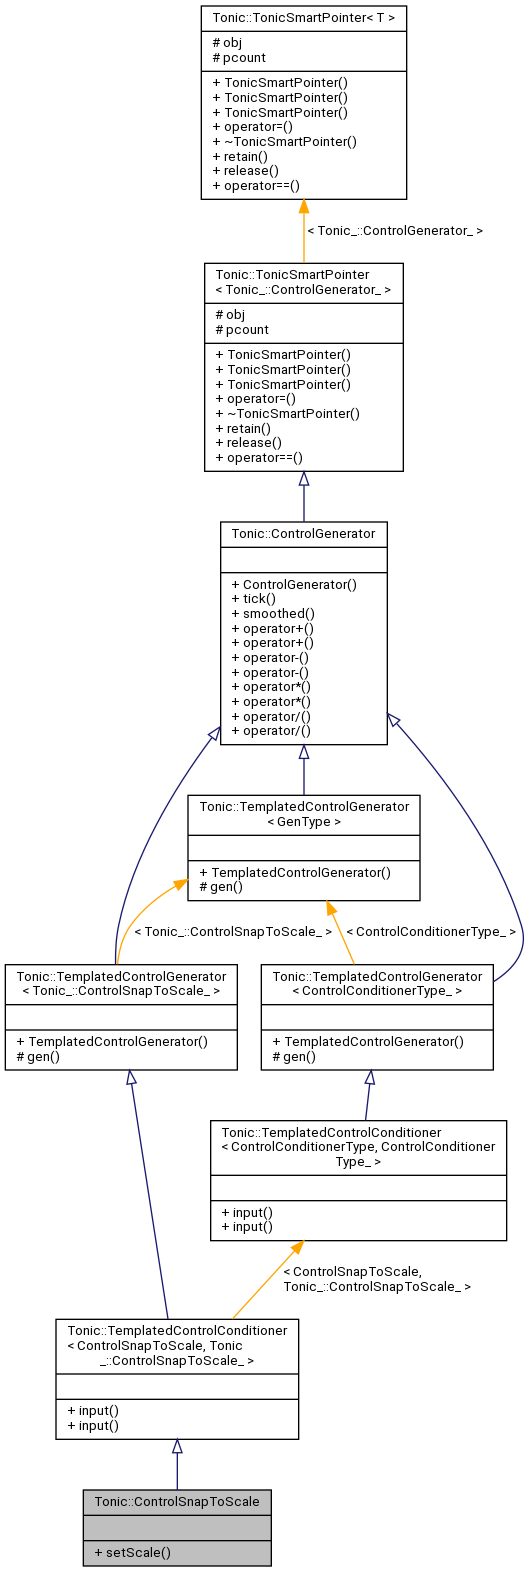 Tonic::TonicSmartPointer< T >
# obj
# pcount
+ TonicSmartPointer()
+ TonicSmartPointer()
+ TonicSmartPointer()
+ operator=()
+ ~TonicSmartPointer()
+ retain()
+ release()
+ operator==()
< Tonic_::ControlGenerator_ >
Tonic::TonicSmartPointer
< Tonic_::ControlGenerator_ >
# obj
# pcount
+ TonicSmartPointer()
+ TonicSmartPointer()
+ TonicSmartPointer()
+ operator=()
+ ~TonicSmartPointer()
+ retain()
+ release()
+ operator==()
Tonic::ControlGenerator
+ ControlGenerator()
+ tick()
+ smoothed()
+ operator+()
+ operator+()
+ operator-()
+ operator-()
+ operator*()
+ operator*()
+ operator/()
+ operator/()
Tonic::TemplatedControlGenerator
< GenType >
+ TemplatedControlGenerator()
# gen()
< Tonic_::ControlSnapToScale_ >
< ControlConditionerType_ >
Tonic::TemplatedControlGenerator
< Tonic_::ControlSnapToScale_ >
+ TemplatedControlGenerator()
# gen()
Tonic::TemplatedControlGenerator
< ControlConditionerType_ >
+ TemplatedControlGenerator()
# gen()
Tonic::TemplatedControlConditioner
< ControlConditionerType, ControlConditioner
Type_ >
+ input()
+ input()
< ControlSnapToScale,
Tonic_::ControlSnapToScale_ >
Tonic::TemplatedControlConditioner
< ControlSnapToScale, Tonic
_::ControlSnapToScale_ >
+ input()
+ input()
Tonic::ControlSnapToScale
+ setScale()